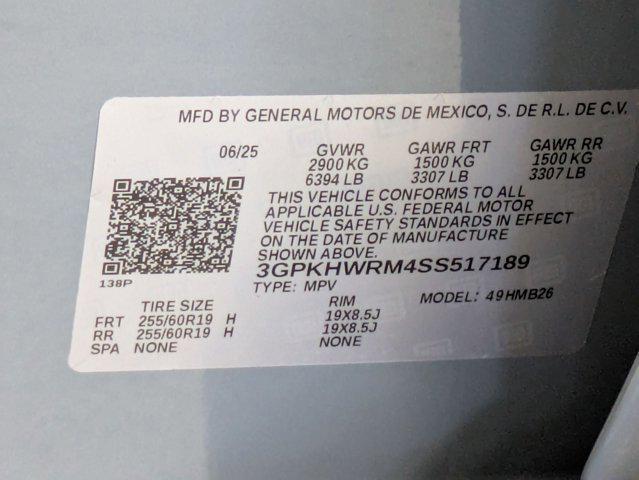 MFD BY GENERAL MOTORS DE MEXICO, S. DE R.L. DE C.V.
06/25 GVWR GAWR FRT GAWR RR
2900 KG 1500 KG 1500 KG
6394 LB 3307 LB 3307 LB
THIS VEHICLE CONFORMS TO ALL
APPLICABLE U.S. FEDERAL MOTOR
VEHICLE SAFETY STANDARDS IN EFFECT
ON THE DATE OF MANUFACTURE
SHOWN ABOVE.
3GPKHWRM4SS517189
138P TYPE: MPV MODEL: 49HMB26
TIRE SIZE RIM
FRT 255/60R19 H 19X8.5J
RR 255/60R19 H 19X8.5J
SPA NONE NONE